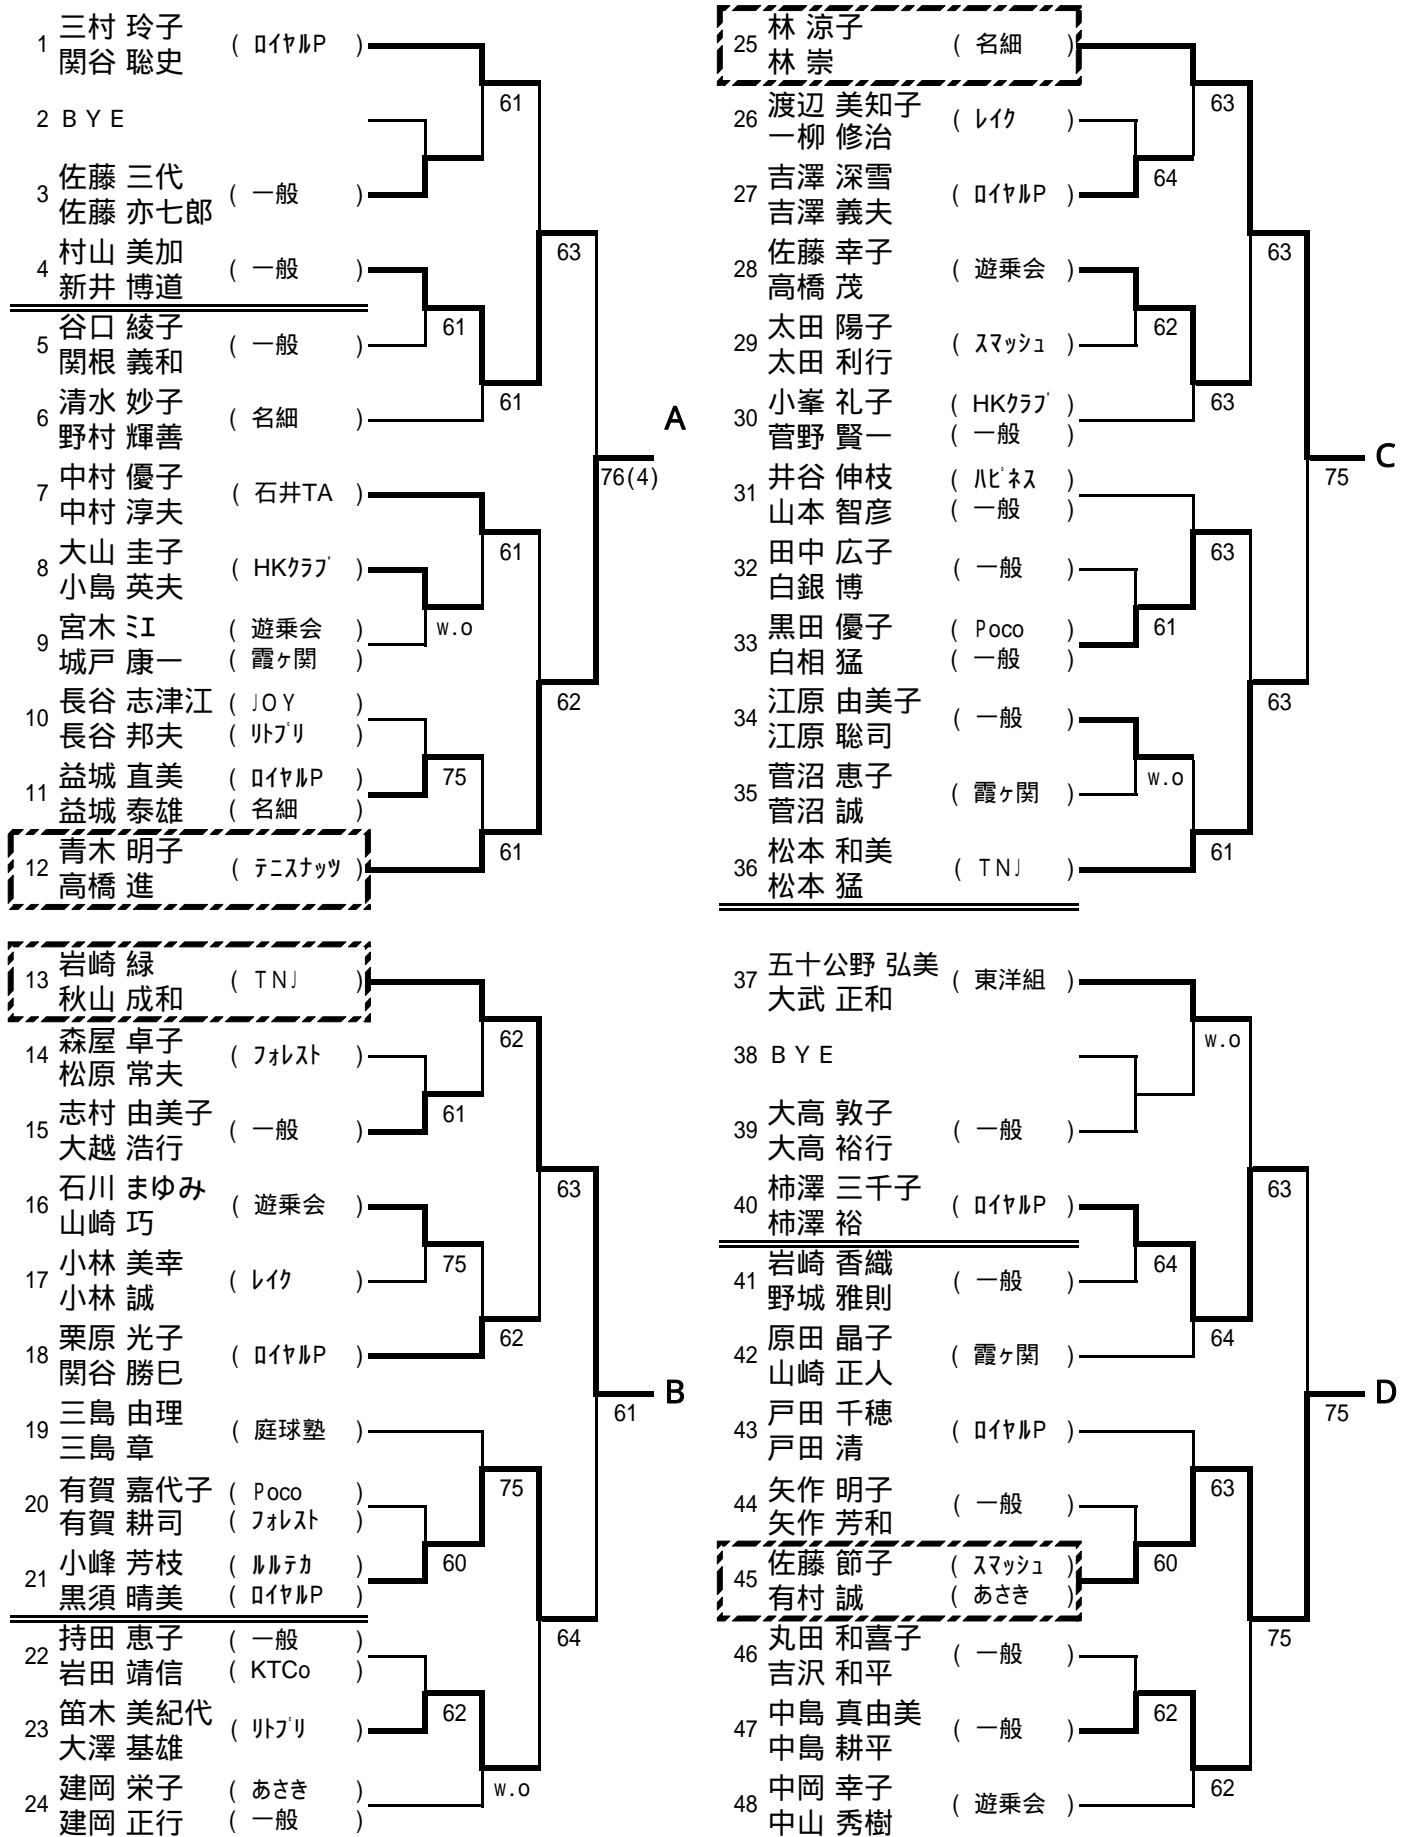 1 三村 玲子 ( ﾛｲﾔﾙP )
関谷 聡史
61
2 ＢＹＥ
3 佐藤 三代 ( 一般 )
佐藤 亦七郎
63
4 村山 美加 ( 一般 )
新井 博道
61
5 谷口 綾子 ( 一般 )
関根 義和
61
6 清水 妙子 ( 名細 )
野村 輝善
A
76(4)
7 中村 優子 ( 石井TA )
中村 淳夫
61
8 大山 圭子 ( HKｸﾗﾌﾞ )
小島 英夫
w.o
9 宮木 ミエ ( 遊乗会 )
城戸 康一 ( 霞ヶ関 )
62
10 長谷 志津江 ( JOY )
長谷 邦夫 ( ﾘﾄﾌﾟﾘ )
75
11 益城 直美 ( ﾛｲﾔﾙP )
益城 泰雄 ( 名細 )
61
12 青木 明子 ( ﾃﾆｽﾅｯﾂ )
高橋 進
13 岩崎 緑 ( TNJ )
秋山 成和
62
14 森屋 卓子 ( ﾌｫﾚｽﾄ )
松原 常夫
61
15 志村 由美子 ( 一般 )
大越 浩行
63
16 石川 まゆみ ( 遊乗会 )
山崎 巧
75
17 小林 美幸 ( ﾚｲｸ )
小林 誠
62
18 栗原 光子 ( ﾛｲﾔﾙP )
関谷 勝巳
B
61
19 三島 由理 ( 庭球塾 )
三島 章
75
20 有賀 嘉代子 ( Poco )
有賀 耕司 ( ﾌｫﾚｽﾄ )
60
21 小峰 芳枝 ( ﾙﾙﾃｶ )
黒須 晴美 ( ﾛｲﾔﾙP )
64
22 持田 恵子 ( 一般 )
岩田 靖信 ( KTCo )
62
23 笛木 美紀代 ( ﾘﾄﾌﾟﾘ )
大澤 基雄
w.o
24 建岡 栄子 ( あさき )
建岡 正行 ( 一般 )
25 林 涼子 ( 名細 )
林 崇
63
26 渡辺 美知子 ( ﾚｲｸ )
一柳 修治
64
27 吉澤 深雪 ( ﾛｲﾔﾙP )
吉澤 義夫
63
28 佐藤 幸子 ( 遊乗会 )
高橋 茂
62
29 太田 陽子 ( ｽﾏｯｼｭ )
太田 利行
63
30 小峯 礼子 ( HKｸﾗﾌﾞ )
菅野 賢一 ( 一般 )
C
75
31 井谷 伸枝 ( ﾊﾋﾟﾈｽ )
山本 智彦 ( 一般 )
63
32 田中 広子 ( 一般 )
白銀 博
61
33 黒田 優子 ( Poco )
白相 猛 ( 一般 )
63
34 江原 由美子 ( 一般 )
江原 聡司
w.o
35 菅沼 恵子 ( 霞ヶ関 )
菅沼 誠
61
36 松本 和美 ( TNJ )
松本 猛
37 五十公野 弘美 ( 東洋組 )
大武 正和
w.o
38 ＢＹＥ
39 大高 敦子 ( 一般 )
大高 裕行
63
40 柿澤 三千子 ( ﾛｲﾔﾙP )
柿澤 裕
64
41 岩崎 香織 ( 一般 )
野城 雅則
64
42 原田 晶子 ( 霞ヶ関 )
山崎 正人
D
75
43 戸田 千穂 ( ﾛｲﾔﾙP )
戸田 清
63
44 矢作 明子 ( 一般 )
矢作 芳和
60
45 佐藤 節子 ( ｽﾏｯｼｭ )
有村 誠 ( あさき )
75
46 丸田 和喜子 ( 一般 )
吉沢 和平
62
47 中島 真由美 ( 一般 )
中島 耕平
62
48 中岡 幸子 ( 遊乗会 )
中山 秀樹